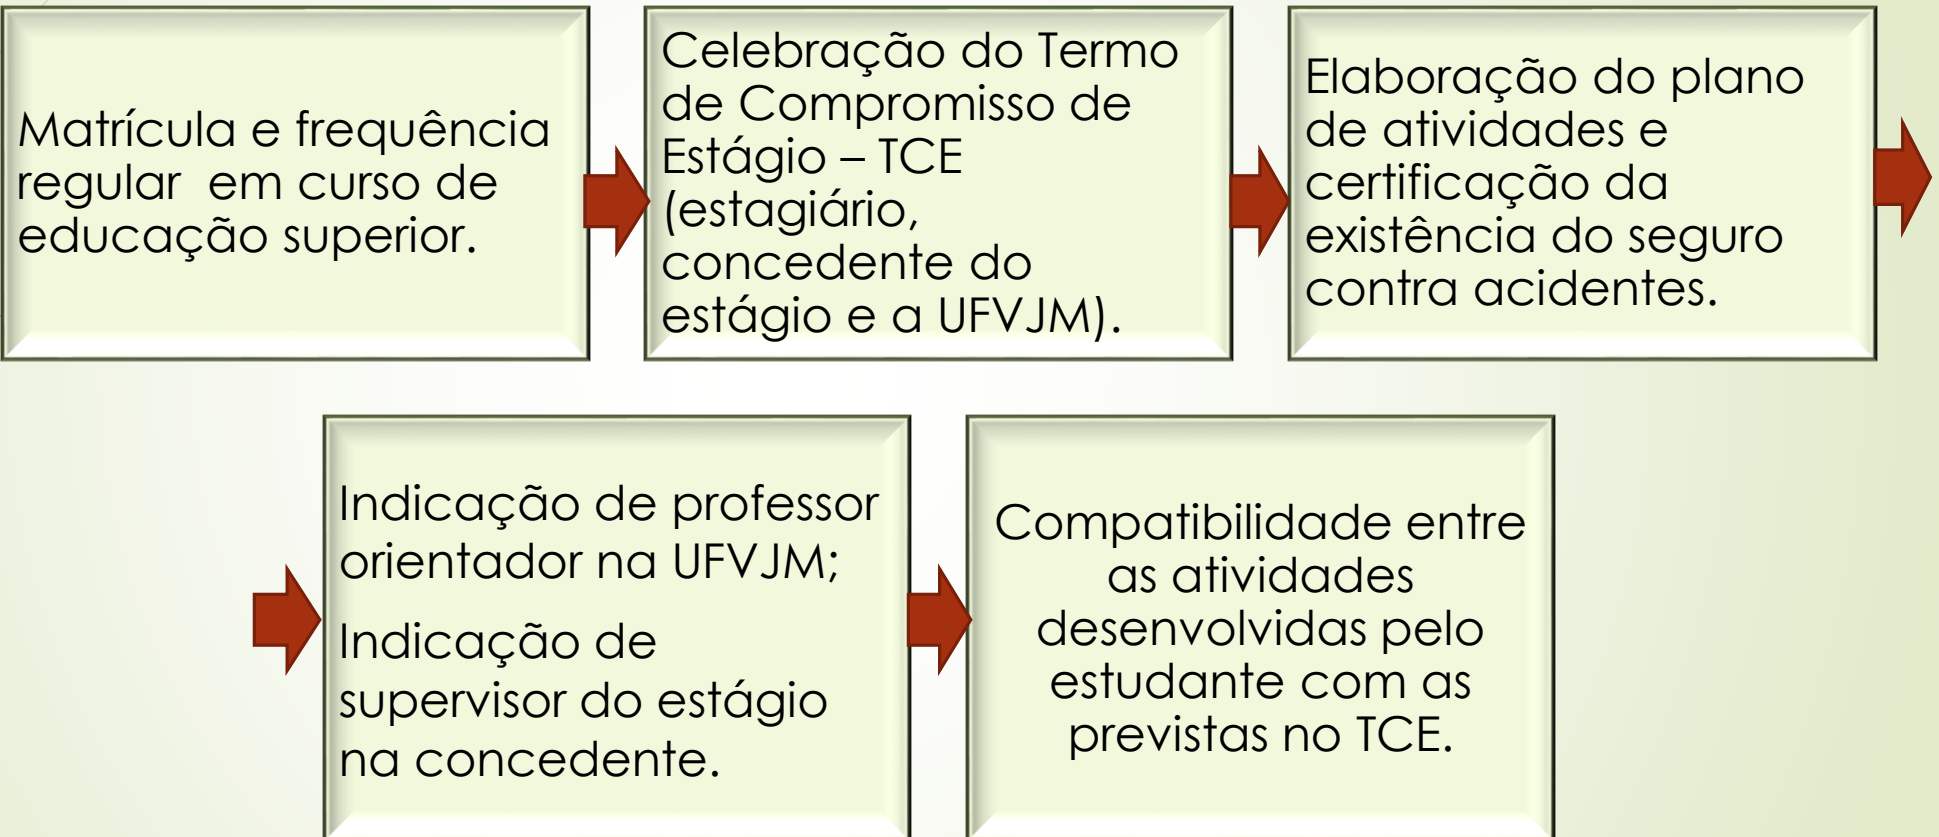 Matrícula e frequência
regular  em curso de
educação superior.
Celebração do Termo
de Compromisso de
Estágio – TCE
(estagiário,
concedente do
estágio e a UFVJM).
Elaboração do plano
de atividades e
certificação da
existência do seguro
contra acidentes.
Indicação de professor
orientador na UFVJM;
Indicação de
supervisor do estágio
na concedente.
Compatibilidade entre
as atividades
desenvolvidas pelo
estudante com as
previstas no TCE.